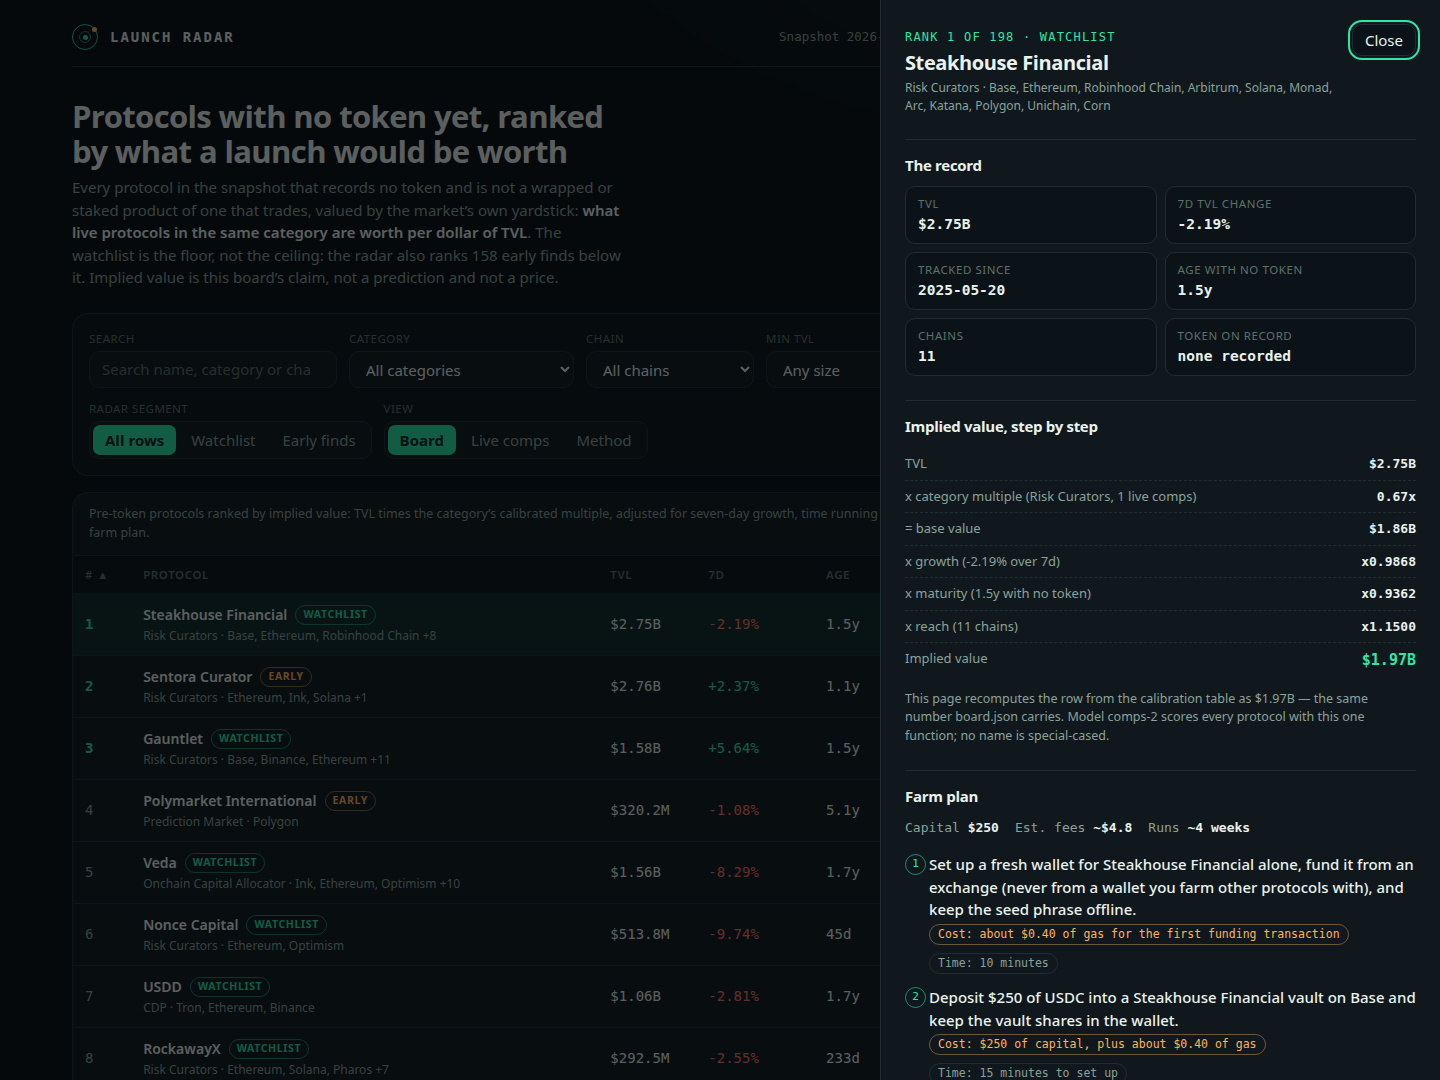 LAUNCH RADAR
Snapshot 2026-
Protocols with no token yet, ranked
by what a launch would be worth
Every protocol in the snapshot that records no token and is not a wrapped or
staked product of one that trades, valued by the market's own yardstick: what
live protocols in the same category are worth per dollar of TVL. The
watchlist is the floor, not the ceiling: the radar also ranks 158 early finds below
it. Implied value is this board's claim, not a prediction and not a price.
SEARCH CATEGORY CHAIN MIN TVL
Search name, category or cha All categories All chains Any size
RADAR SEGMENT VIEW
All rows Watchlist Early finds Board Live comps Method
Pre-token protocols ranked by implied value: TVL times the category's calibrated multiple, adjusted for seven-day growth, time running
farm plan.
# ▲ PROTOCOL TVL 7D AGE
1 Steakhouse Financial WATCHLIST $2.75B -2.19% 1.5y
Risk Curators · Base, Ethereum, Robinhood Chain +8
2 Sentora Curator EARLY $2.76B +2.37% 1.1y
Risk Curators · Ethereum, Ink, Solana +1
3 Gauntlet WATCHLIST $1.58B +5.64% 1.5y
Risk Curators · Base, Binance, Ethereum +11
4 Polymarket International EARLY $320.2M -1.08% 5.1y
Prediction Market · Polygon
5 Veda WATCHLIST $1.56B -8.29% 1.7y
Onchain Capital Allocator · Ink, Ethereum, Optimism +10
6 Nonce Capital WATCHLIST $513.8M -9.74% 45d
Risk Curators · Ethereum, Optimism
7 USDD WATCHLIST $1.06B -2.81% 1.7y
CDP · Tron, Ethereum, Binance
8 RockawayX WATCHLIST $292.5M -2.55% 233d
Risk Curators · Ethereum, Solana, Pharos +7
RANK 1 OF 198 · WATCHLIST
Close
Steakhouse Financial
Risk Curators · Base, Ethereum, Robinhood Chain, Arbitrum, Solana, Monad,
Arc, Katana, Polygon, Unichain, Corn
The record
TVL
$2.75B
7D TVL CHANGE
-2.19%
TRACKED SINCE
2025-05-20
AGE WITH NO TOKEN
1.5y
CHAINS
11
TOKEN ON RECORD
none recorded
Implied value, step by step
TVL $2.75B
x category multiple (Risk Curators, 1 live comps) 0.67x
= base value $1.86B
x growth (-2.19% over 7d) x0.9868
x maturity (1.5y with no token) x0.9362
x reach (11 chains) x1.1500
Implied value $1.97B
This page recomputes the row from the calibration table as $1.97B — the same
number board.json carries. Model comps-2 scores every protocol with this one
function; no name is special-cased.
Farm plan
Capital $250 Est. fees ~$4.8 Runs ~4 weeks
1 Set up a fresh wallet for Steakhouse Financial alone, fund it from an
exchange (never from a wallet you farm other protocols with), and
keep the seed phrase offline.
Cost: about $0.40 of gas for the first funding transaction
Time: 10 minutes
2 Deposit $250 of USDC into a Steakhouse Financial vault on Base and
keep the vault shares in the wallet.
Cost: $250 of capital, plus about $0.40 of gas
Time: 15 minutes to set up